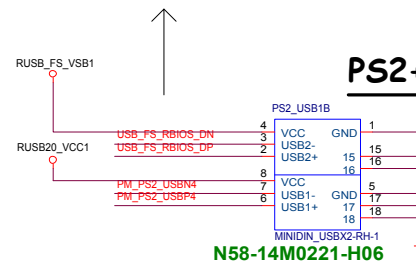 RUSB_FS_VSB1
PS2+
PS2_USB1B
4 VCC GND 1
USB_FS_RBIOS_DN 3 USB2-
USB_FS_RBIOS_DP 2 USB2+ 15 15
16 16
RUSB20_VCC1
8 VCC
PM_PS2_USBN4 7 USB1- GND 5
PM_PS2_USBP4 6 USB1+ 17 17
18 18
MINIDIN_USBX2-RH-1
N58-14M0221-H06